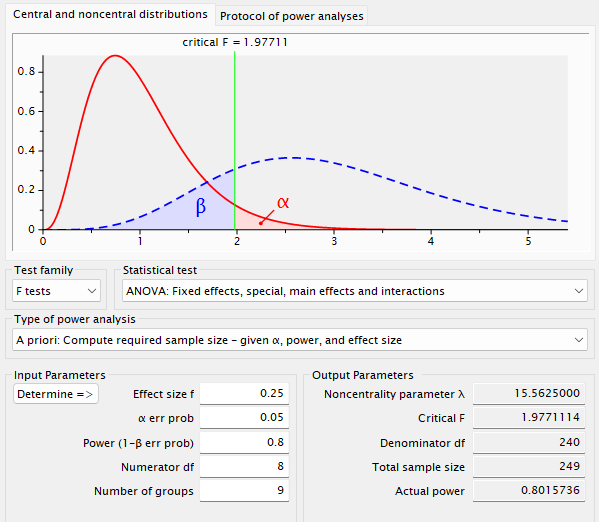 Central and noncentral distributions Protocol of power analyses
critical F = 1.97711
0.8
0.6
0.4
0.2
0
β α
0 1 2 3 4 5
Test family Statistical test
F tests ANOVA: Fixed effects, special, main effects and interactions
Type of power analysis
A priori: Compute required sample size – given α, power, and effect size
Input Parameters Output Parameters
Determine => Effect size f 0.25 Noncentrality parameter λ 15.5625000
α err prob 0.05 Critical F 1.9771114
Power (1-β err prob) 0.8 Denominator df 240
Numerator df 8 Total sample size 249
Number of groups 9 Actual power 0.8015736